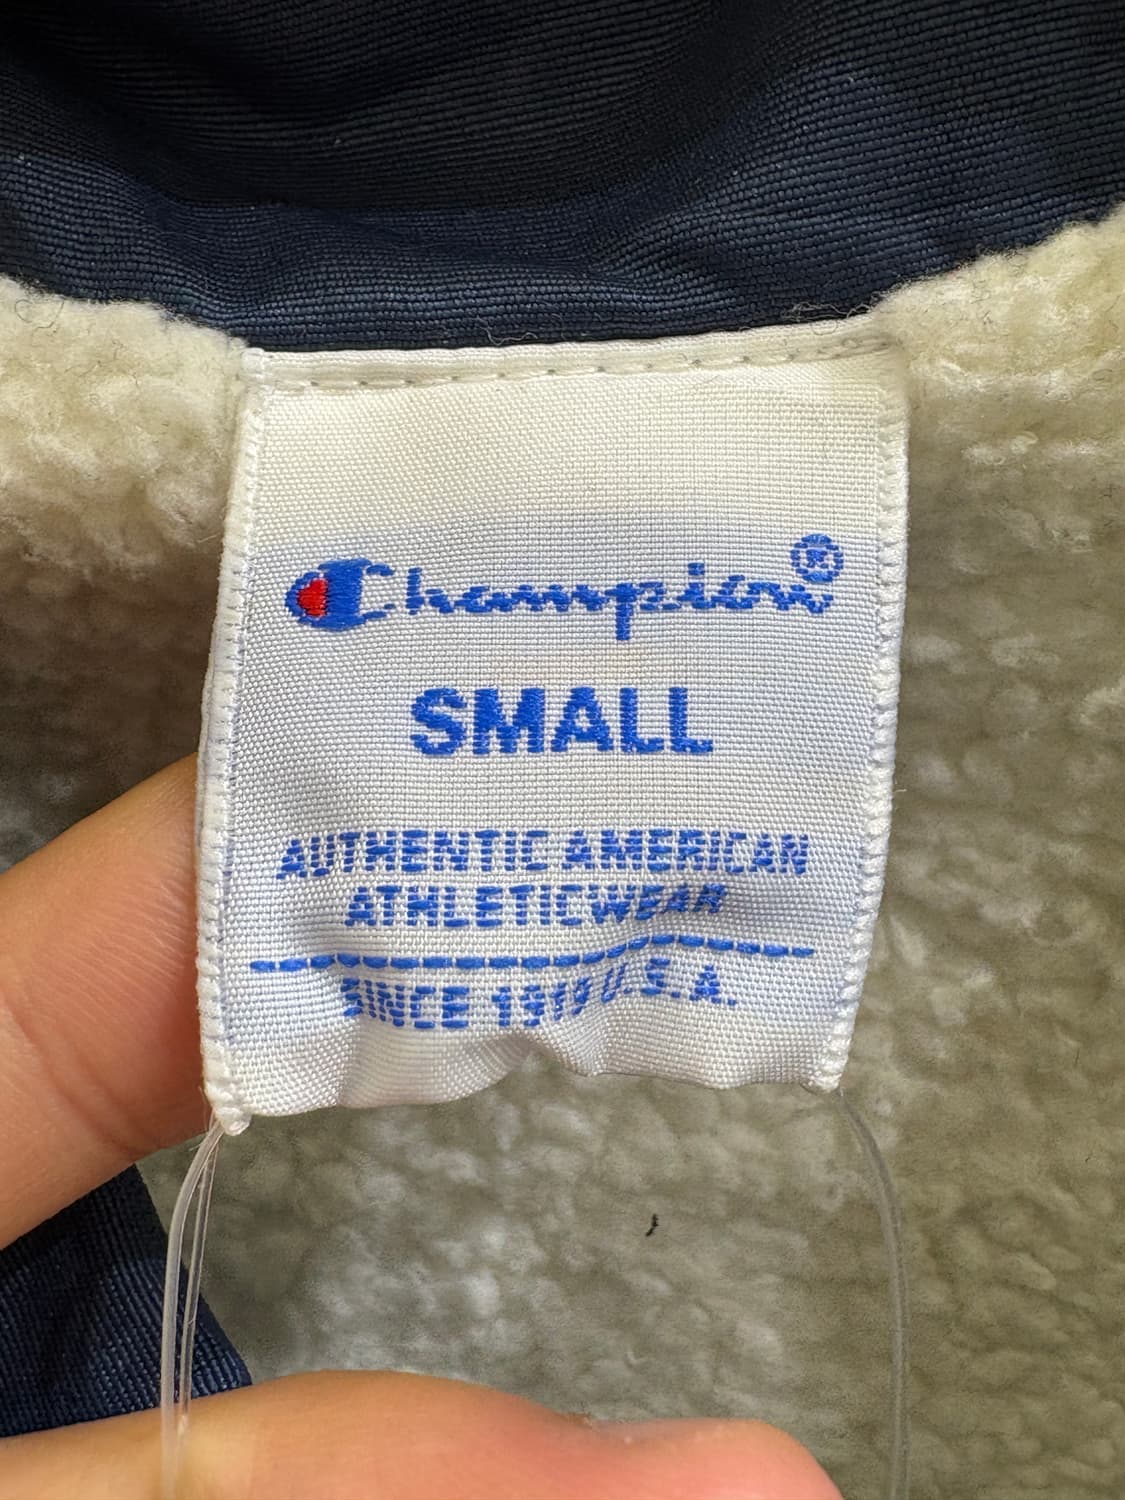 Champion®
SMALL
AUTHENTIC AMERICAN
ATHLETICWEAR
SINCE 1919 U.S.A.